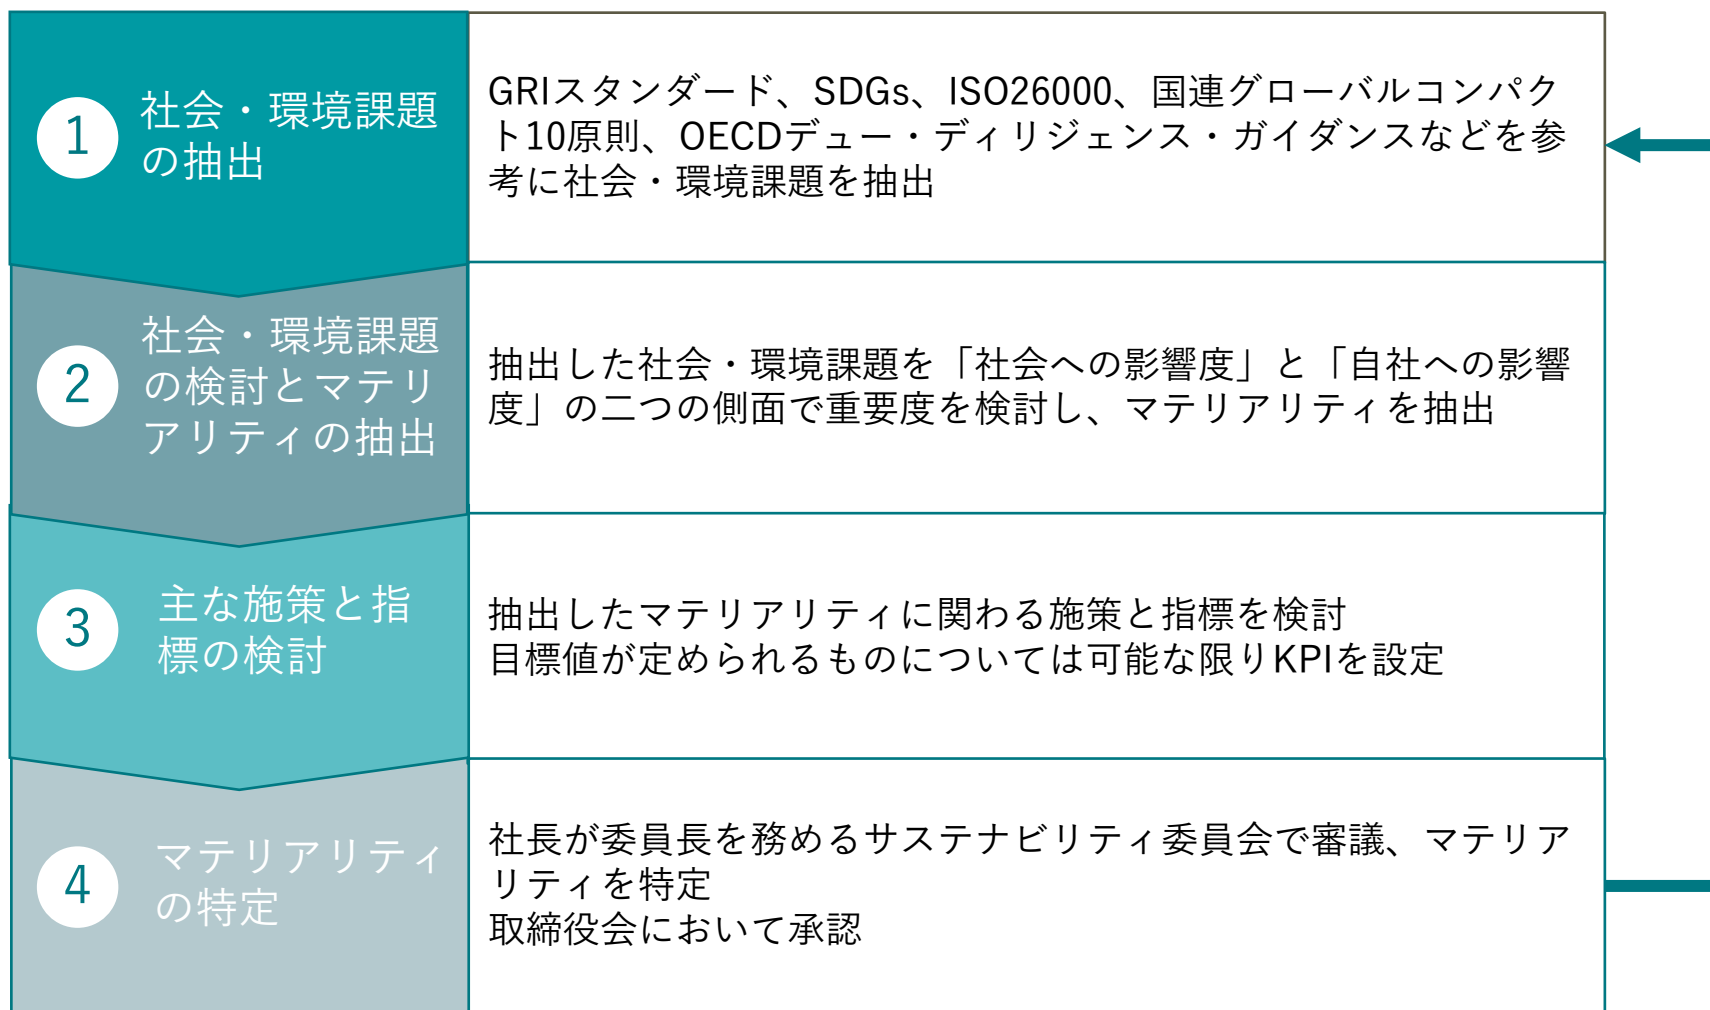 1
社会・環境課題
の抽出
GRIスタンダード、SDGs、ISO26000、国連グローバルコンパク
ト10原則、OECDデュー・ディリジェンス・ガイダンスなどを参
考に社会・環境課題を抽出
2
社会・環境課題
の検討とマテリ
アリティの抽出
抽出した社会・環境課題を「社会への影響度」と「自社への影響
度」の二つの側面で重要度を検討し、マテリアリティを抽出
3
主な施策と指
標の検討
抽出したマテリアリティに関わる施策と指標を検討
目標値が定められるものについては可能な限りKPIを設定
4
マテリアリティ
の特定
社長が委員長を務めるサステナビリティ委員会で審議、マテリア
リティを特定
取締役会において承認